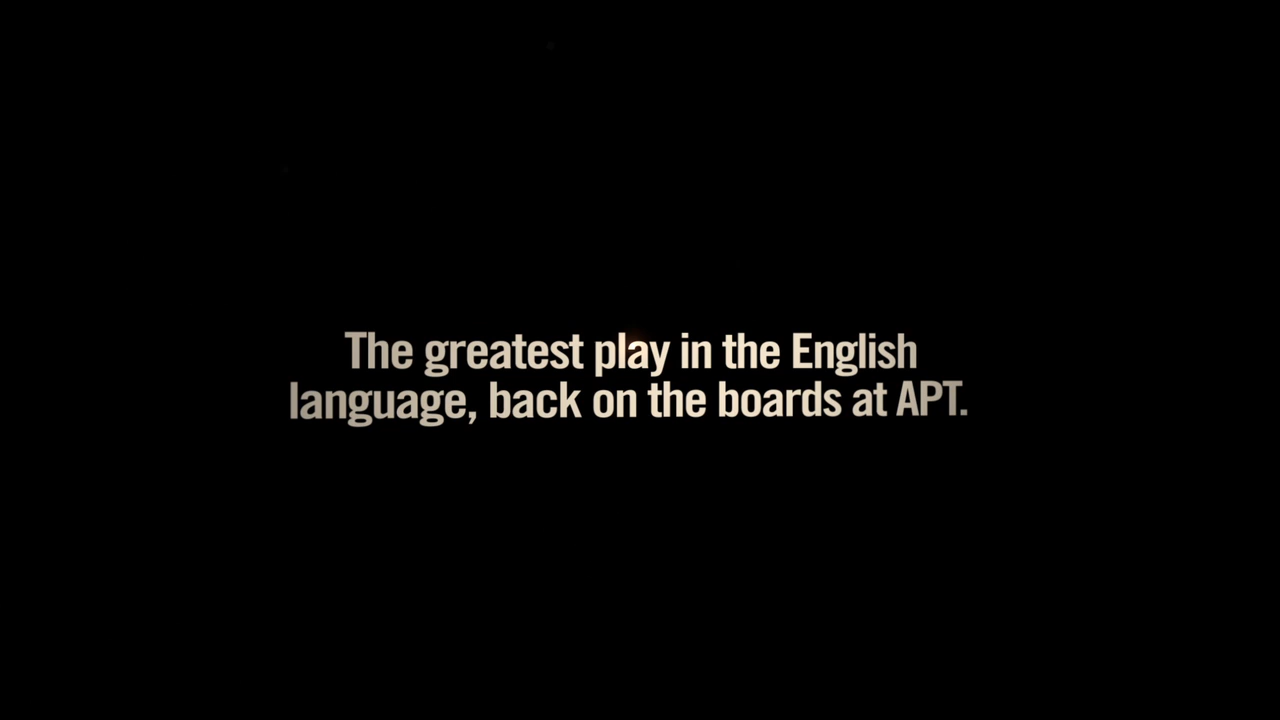 The greatest play in the English
language, back on the boards at APT.